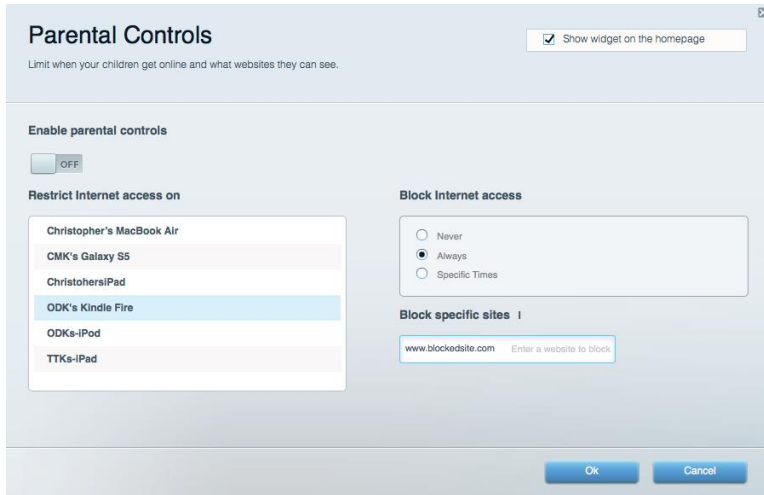 Parental Controls
Show widget on the homepage
Limit when your children get online and what websites they can see.
Enable parental controls
OFF
Restrict Internet access on
Block Internet access
Christopher's MacBook Air
CMK's Galaxy S5
ChristohersiPad
ODK's Kindle Fire
ODKs-iPod
TTKs-iPad
Never
Always
Specific Times
Block specific sites
www.blockedsite.com Enter a website to block
Ok Cancel